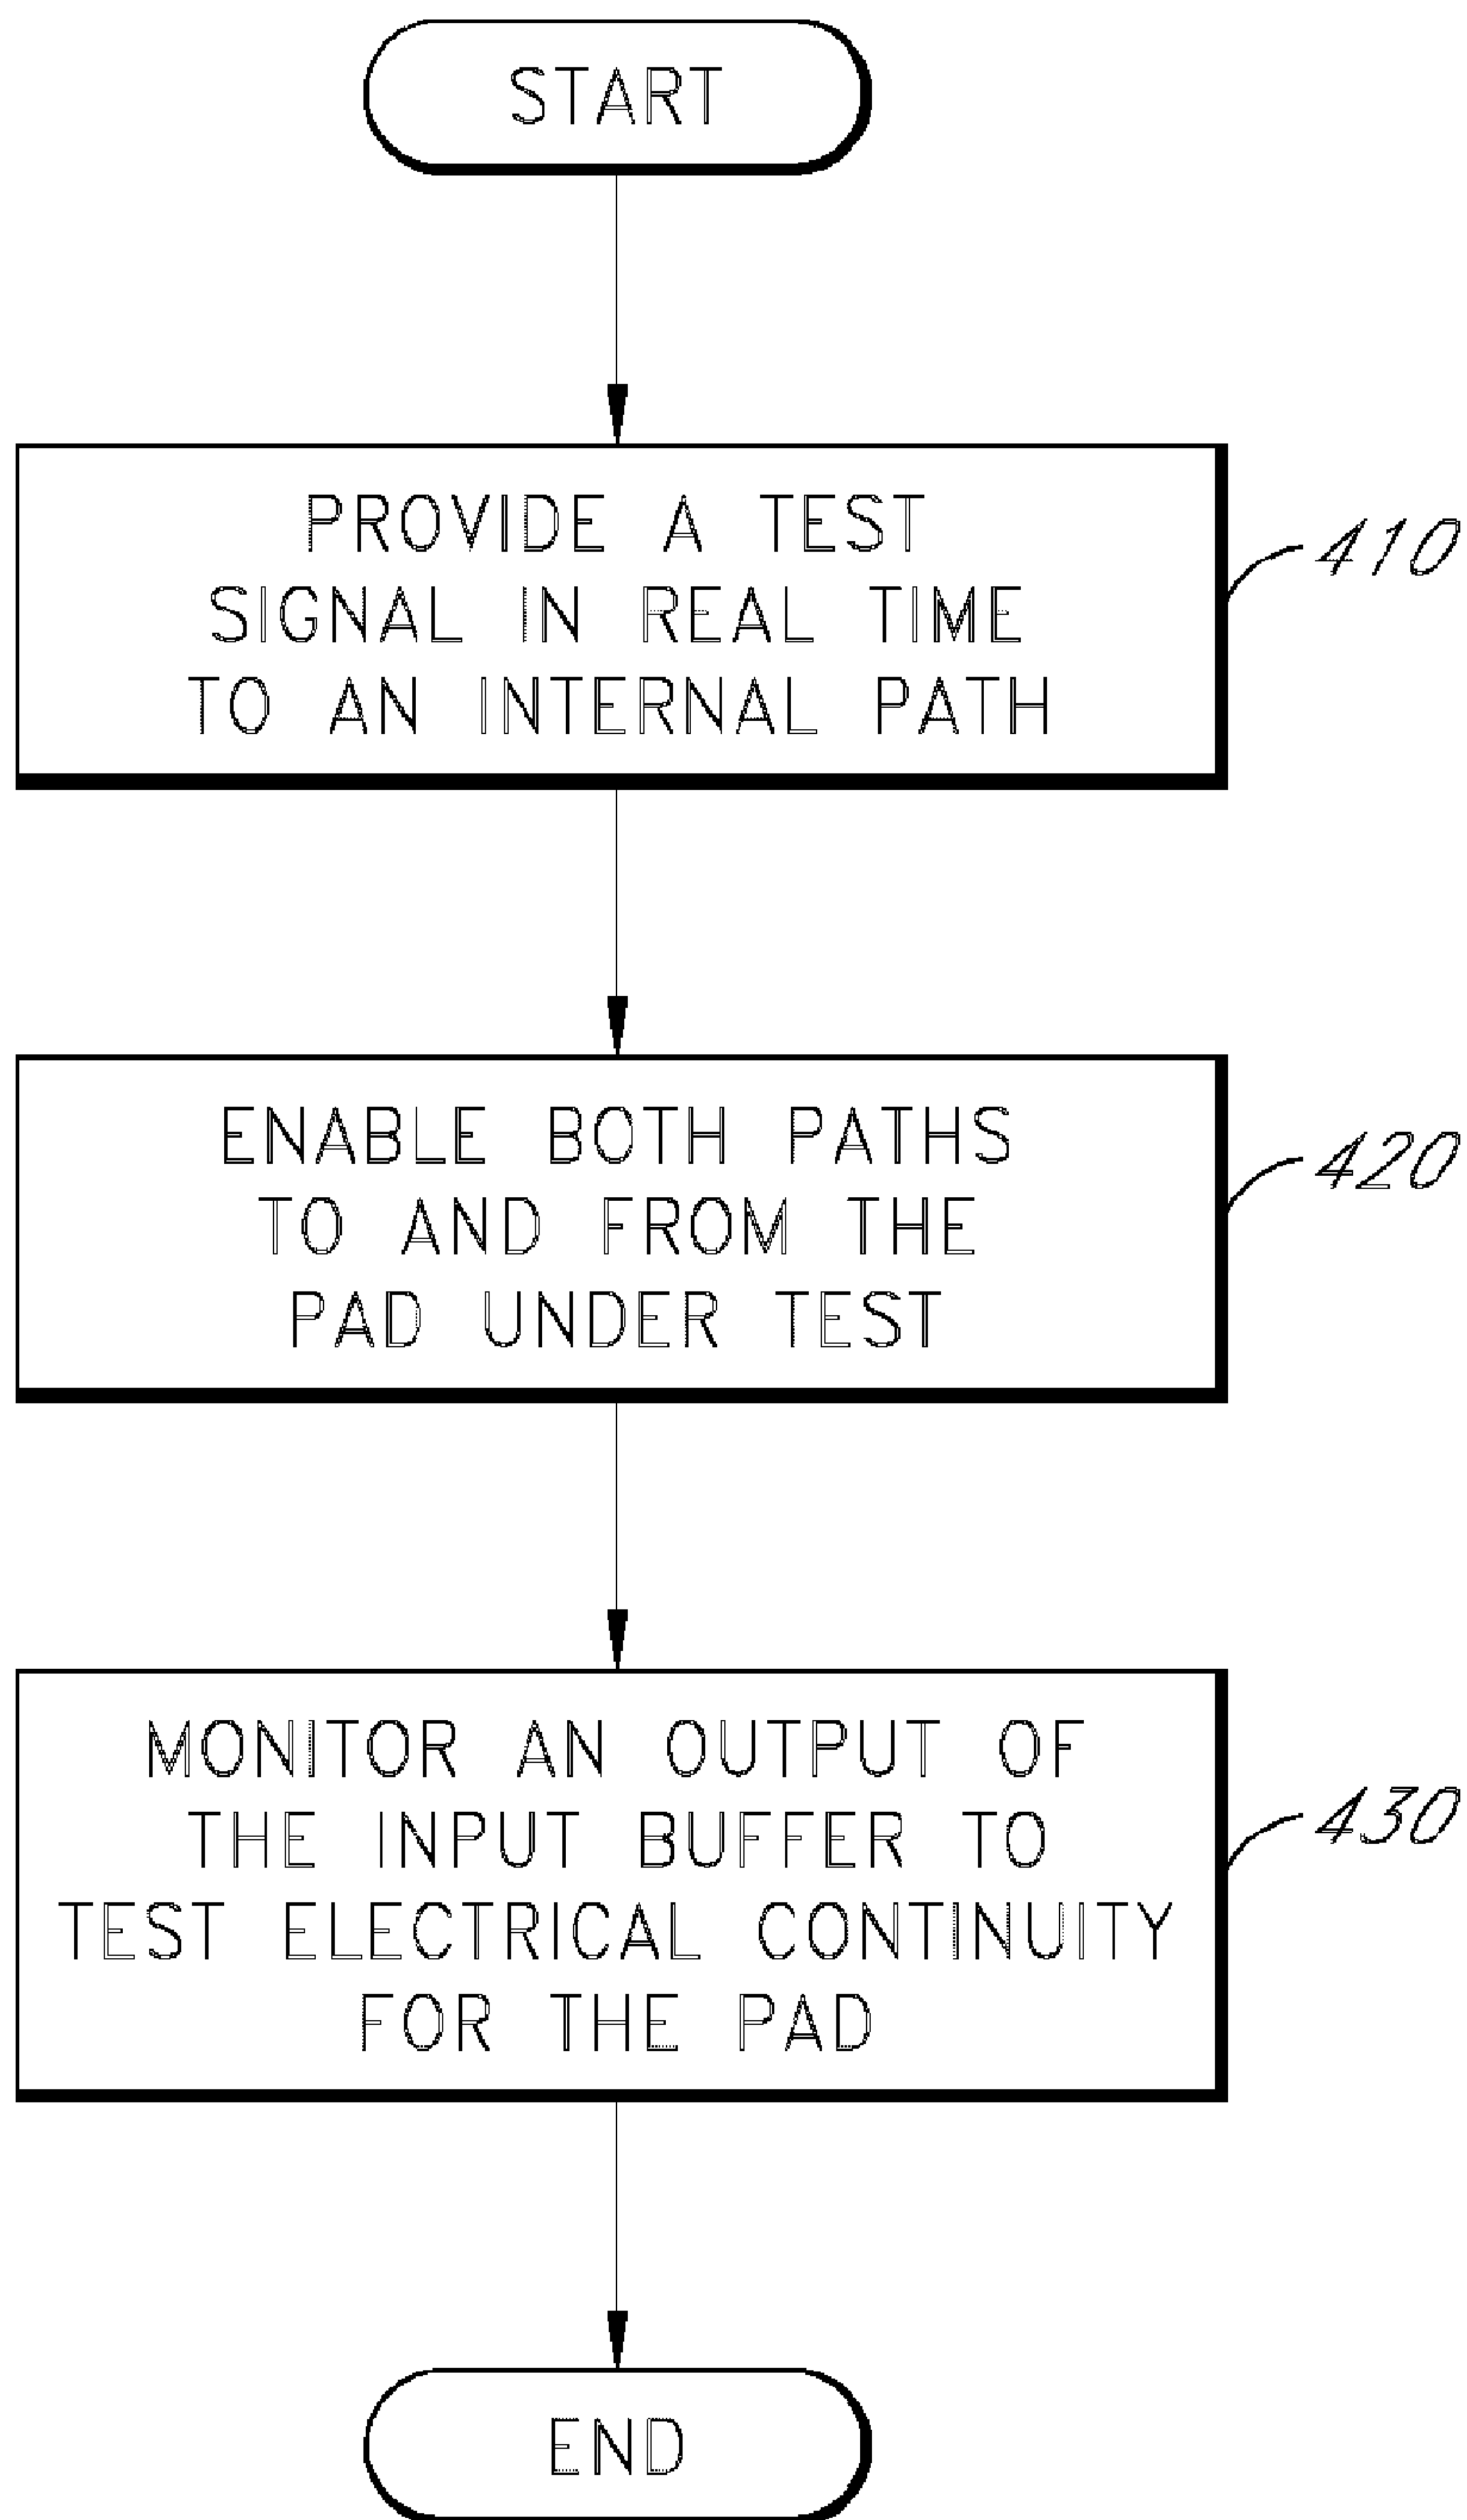 START
PROVIDE A TEST
SIGNAL IN REAL TIME
TO AN INTERNAL PATH
410
ENABLE BOTH PATHS
TO AND FROM THE
PAD UNDER TEST
420
MONITOR AN OUTPUT OF
THE INPUT BUFFER TO
TEST ELECTRICAL CONTINUITY
FOR THE PAD
430
END